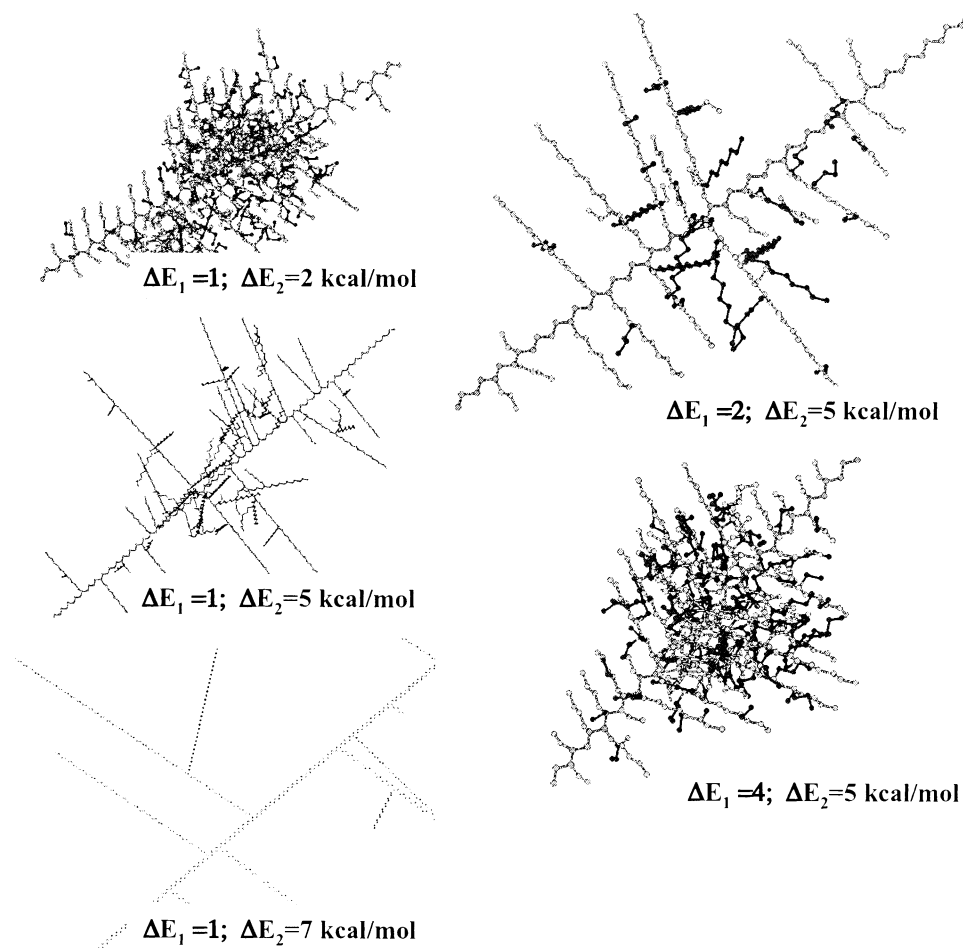 ΔE₁ =1; ΔE₂=2 kcal/mol
ΔE₁ =2; ΔE₂=5 kcal/mol
ΔE₁ =1; ΔE₂=5 kcal/mol
ΔE₁ =4; ΔE₂=5 kcal/mol
ΔE₁ =1; ΔE₂=7 kcal/mol